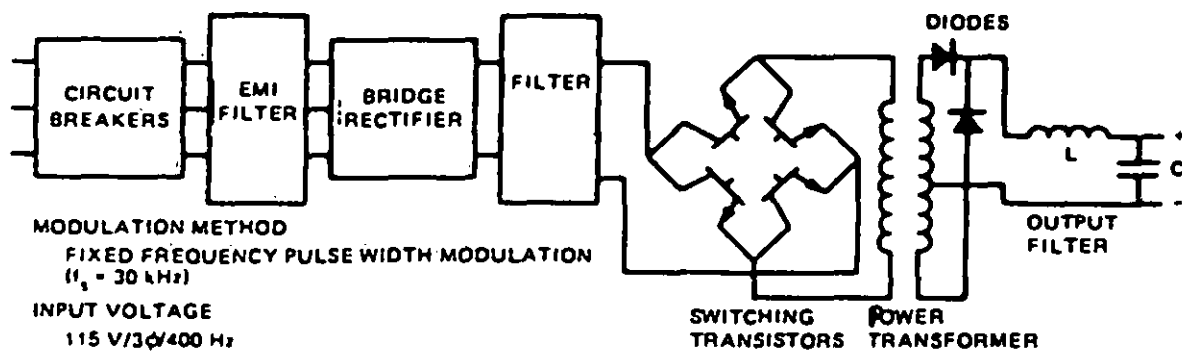 DIODES
CIRCUIT
BREAKERS
EMI
FILTER
BRIDGE
RECTIFIER
FILTER
L
C
OUTPUT
FILTER
MODULATION METHOD
FIXED FREQUENCY PULSE WIDTH MODULATION
(fs = 30 kHz)
INPUT VOLTAGE
115 V/3φ/400 Hz
SWITCHING
TRANSISTORS
POWER
TRANSFORMER